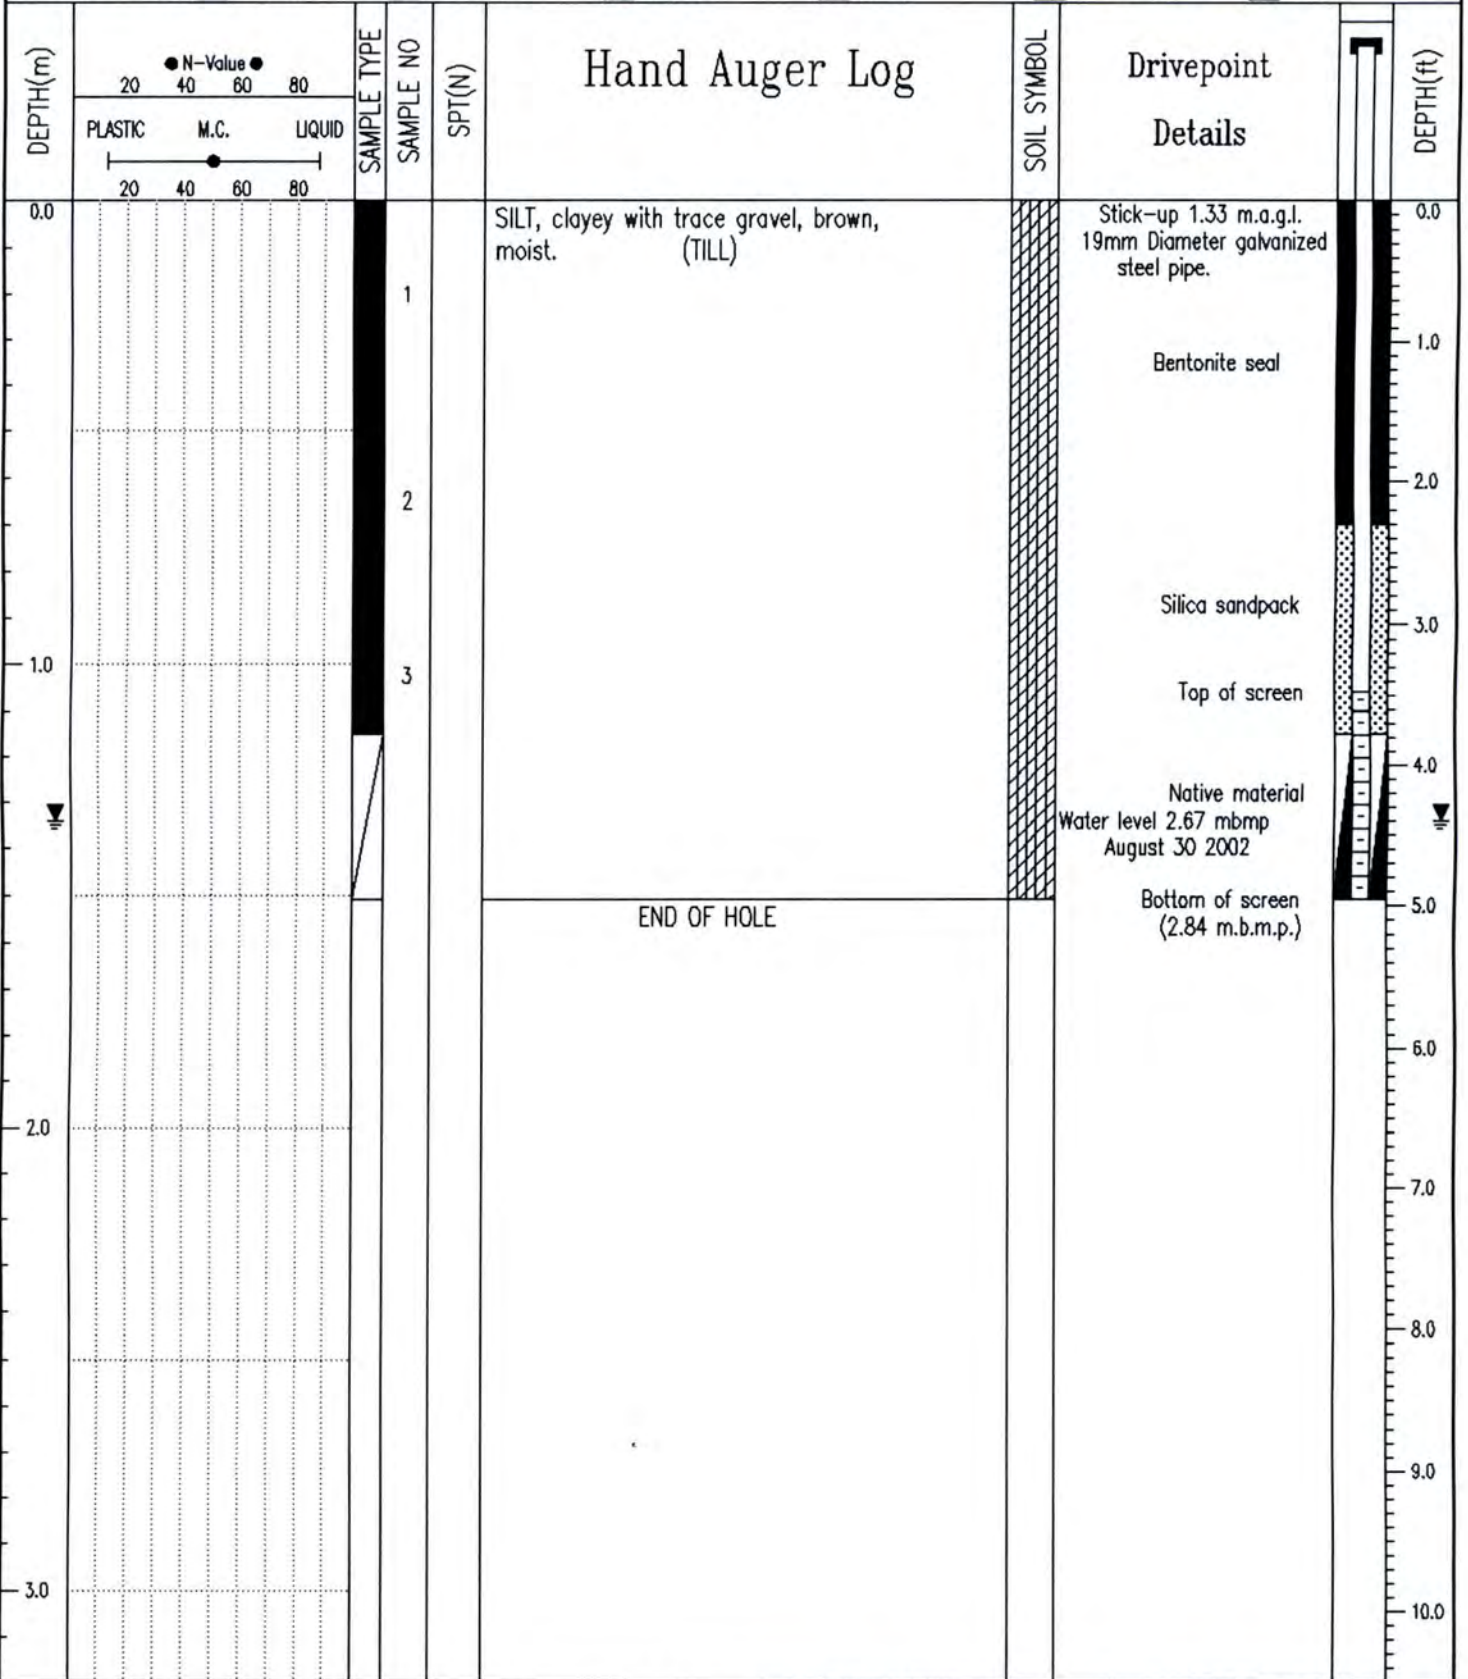 DEPTH(m)
● N-Value ●
20 40 60 80
PLASTIC M.C. LIQUID
20 40 60 80
SAMPLE TYPE
SAMPLE NO
SPT(N)
Hand Auger Log
SOIL SYMBOL
Drivepoint
Details
DEPTH(ft)
0.0
1.0
2.0
3.0
1
2
3
SILT, clayey with trace gravel, brown,
moist. (TILL)
END OF HOLE
Stick-up 1.33 m.a.g.l.
19mm Diameter galvanized
steel pipe.
Bentonite seal
Silica sandpack
Top of screen
Native material
Water level 2.67 mbmp
August 30 2002
Bottom of screen
(2.84 m.b.m.p.)
0.0
1.0
2.0
3.0
4.0
5.0
6.0
7.0
8.0
9.0
10.0